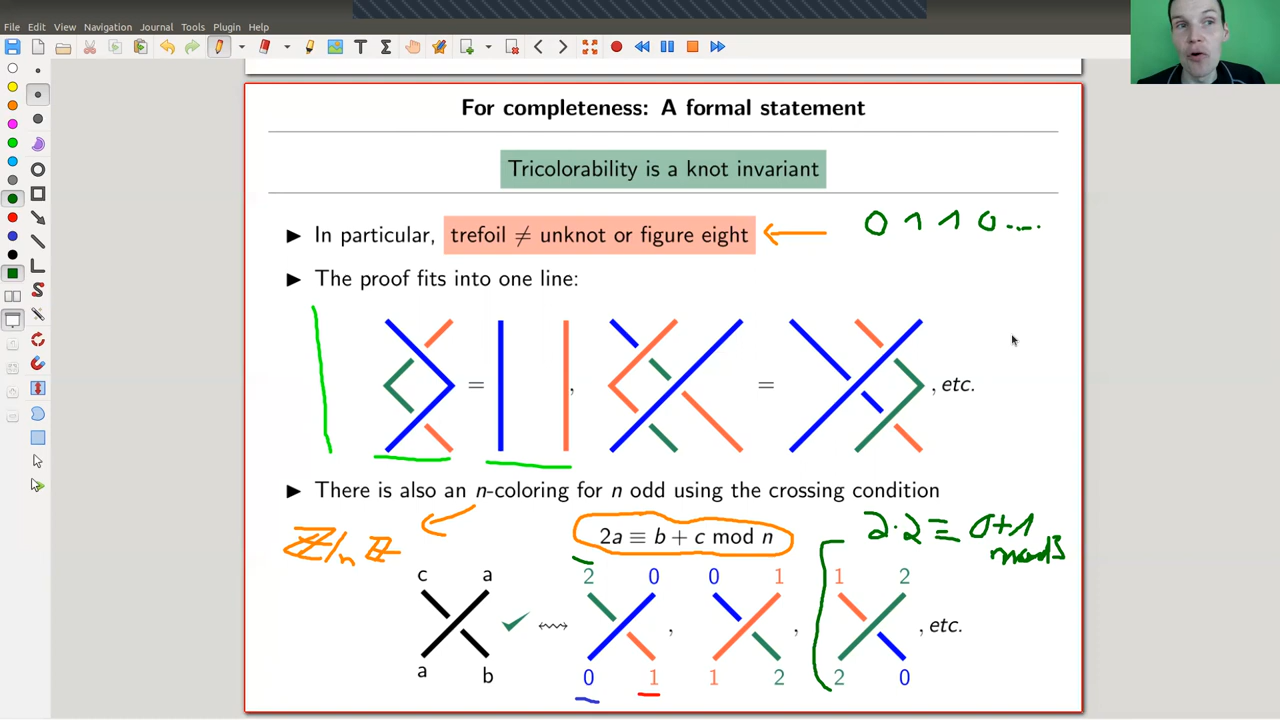 File Edit View Navigation Journal Tools Plugin Help
For completeness: A formal statement
Tricolorability is a knot invariant
▶ In particular, trefoil ≠ unknot or figure eight
0 1 1 0 ....
▶ The proof fits into one line:
= , = , etc.
▶ There is also an n-coloring for n odd using the crossing condition
ℤ/nℤ
2a ≡ b + c mod n
2·2 ≡ 0+1
mod 3
c a 2 0 0 1 1 2
✓ ↭ , , , etc.
a b 0 1 1 2 2 0